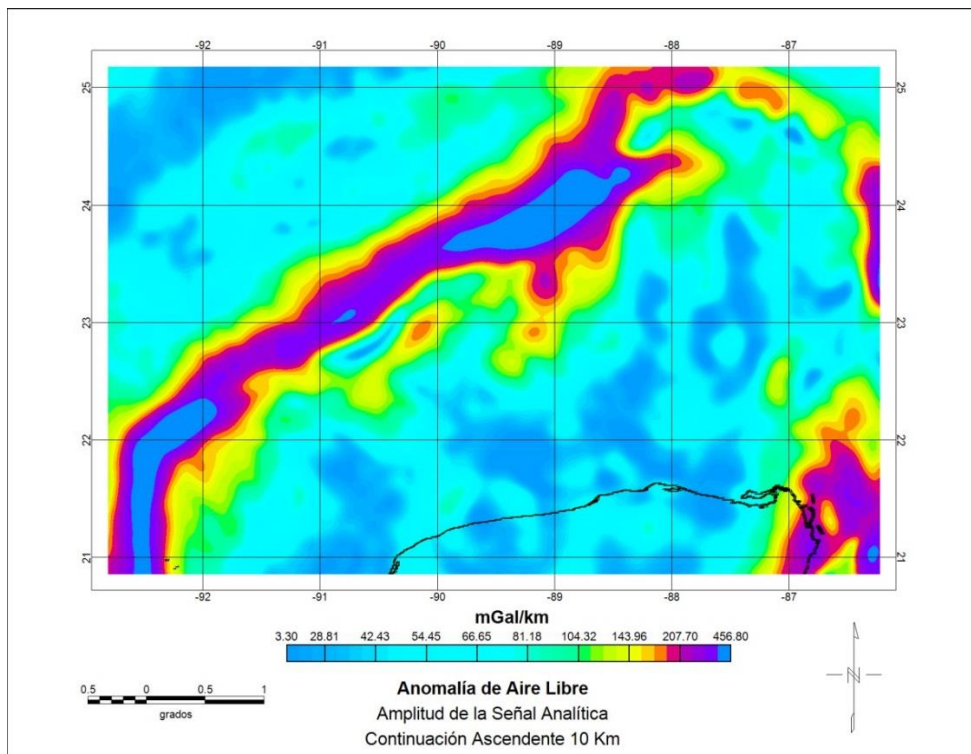 -92 -91 -90 -89 -88 -87
25 25
24 24
23 23
22 22
21 21
-92 -91 -90 -89 -88 -87
mGal/km
3.30 28.81 42.43 54.45 66.65 81.18 104.32 143.96 207.70 456.80
0.5 0 0.5 1
grados
Anomalía de Aire Libre
Amplitud de la Señal Analítica
Continuación Ascendente 10 Km
N